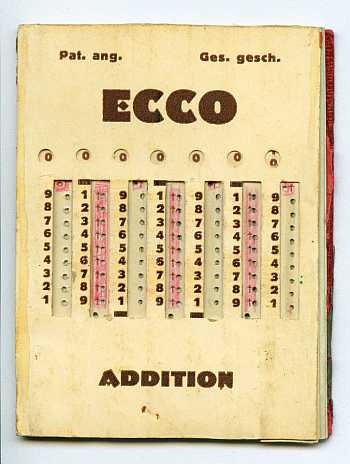 Pat. ang. Ges. gesch.
ECCO
0 0 0 0 0 0 0
9 1 9 1 9 1 9
8 2 8 2 8 2 8
7 3 7 3 7 3 7
6 4 6 4 6 4 6
5 5 5 5 5 5 5
4 6 4 6 4 6 4
3 7 3 7 3 7 3
2 8 2 8 2 8 2
1 9 1 9 1 9 1
ADDITION